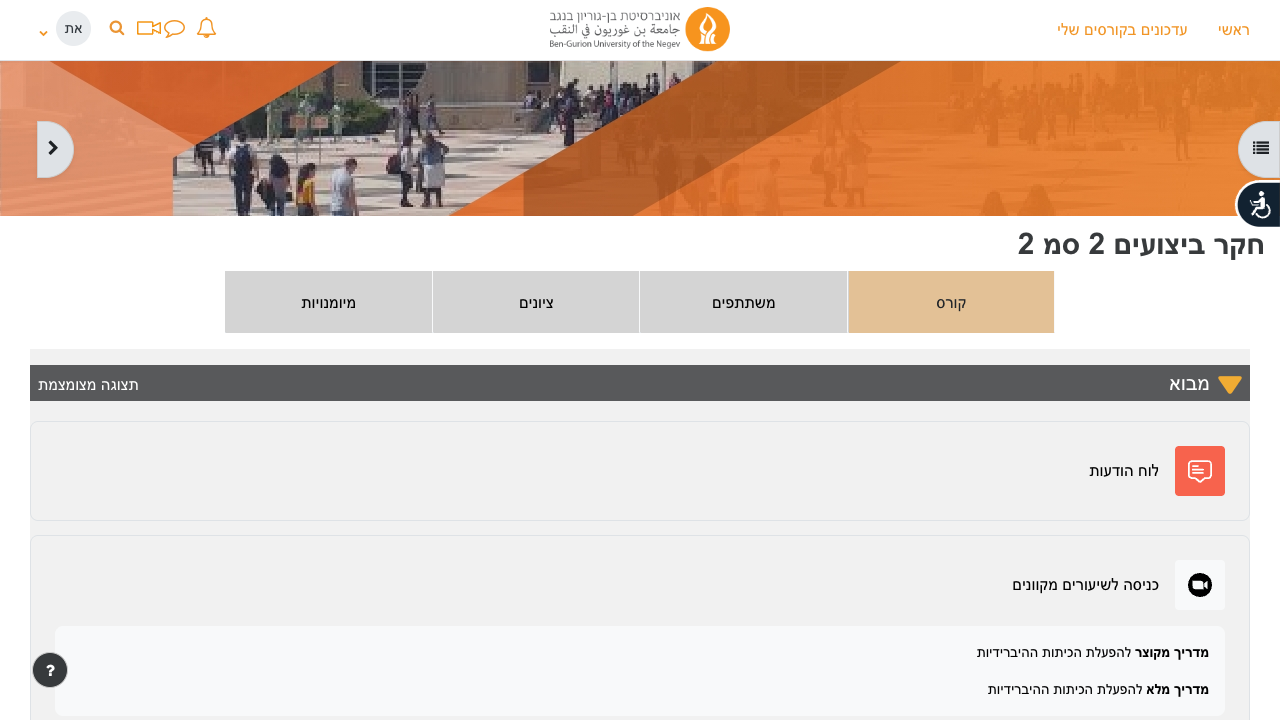 ראשי
עדכונים בקורסים שלי
אוניברסיטת בן-גוריון בנגב
جامعة بن غوريون في النقب
Ben-Gurion University of the Negev
את
חקר ביצועים 2 סמ 2
קורס
משתתפים
ציונים
מיומנויות
מבוא
תצוגה מצומצמת
לוח הודעות
כניסה לשיעורים מקוונים
מדריך מקוצר להפעלת הכיתות ההיברידיות
מדריך מלא להפעלת הכיתות ההיברידיות
?